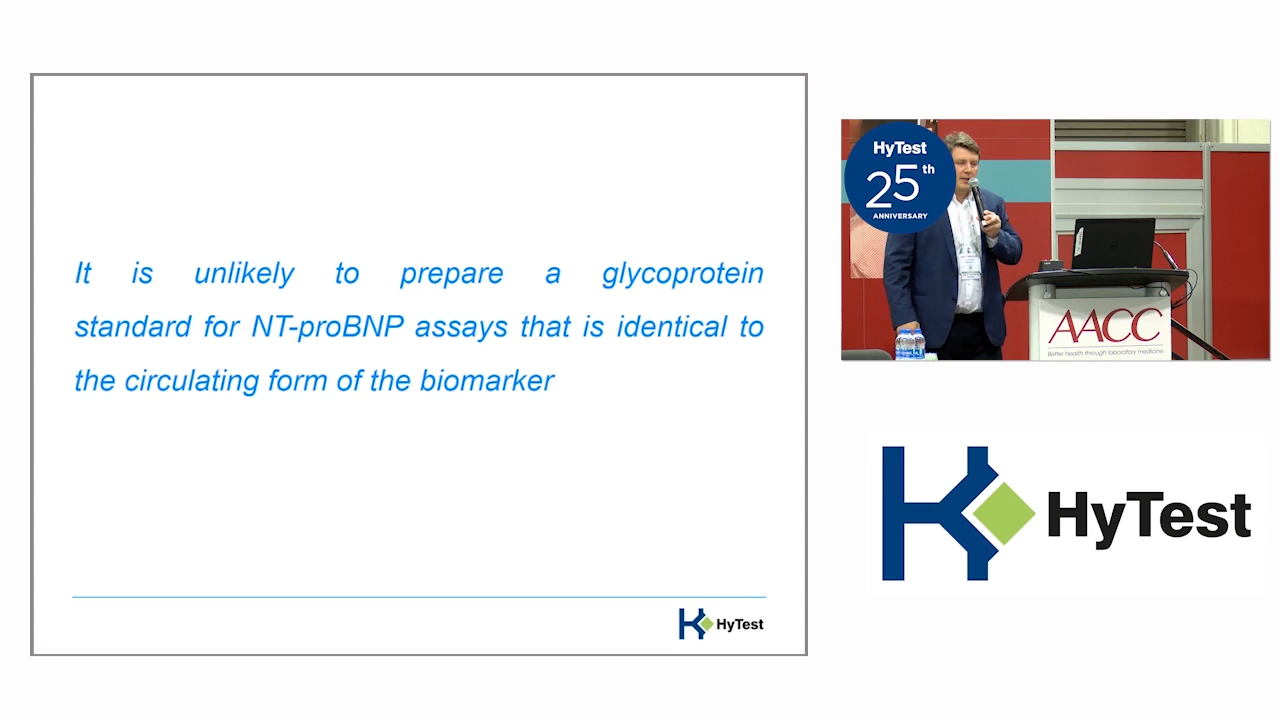 It is unlikely to prepare a glycoprotein
standard for NT-proBNP assays that is identical to
the circulating form of the biomarker
HyTest
HyTest
25th
ANNIVERSARY
AACC
Better health through laboratory medicine
HyTest